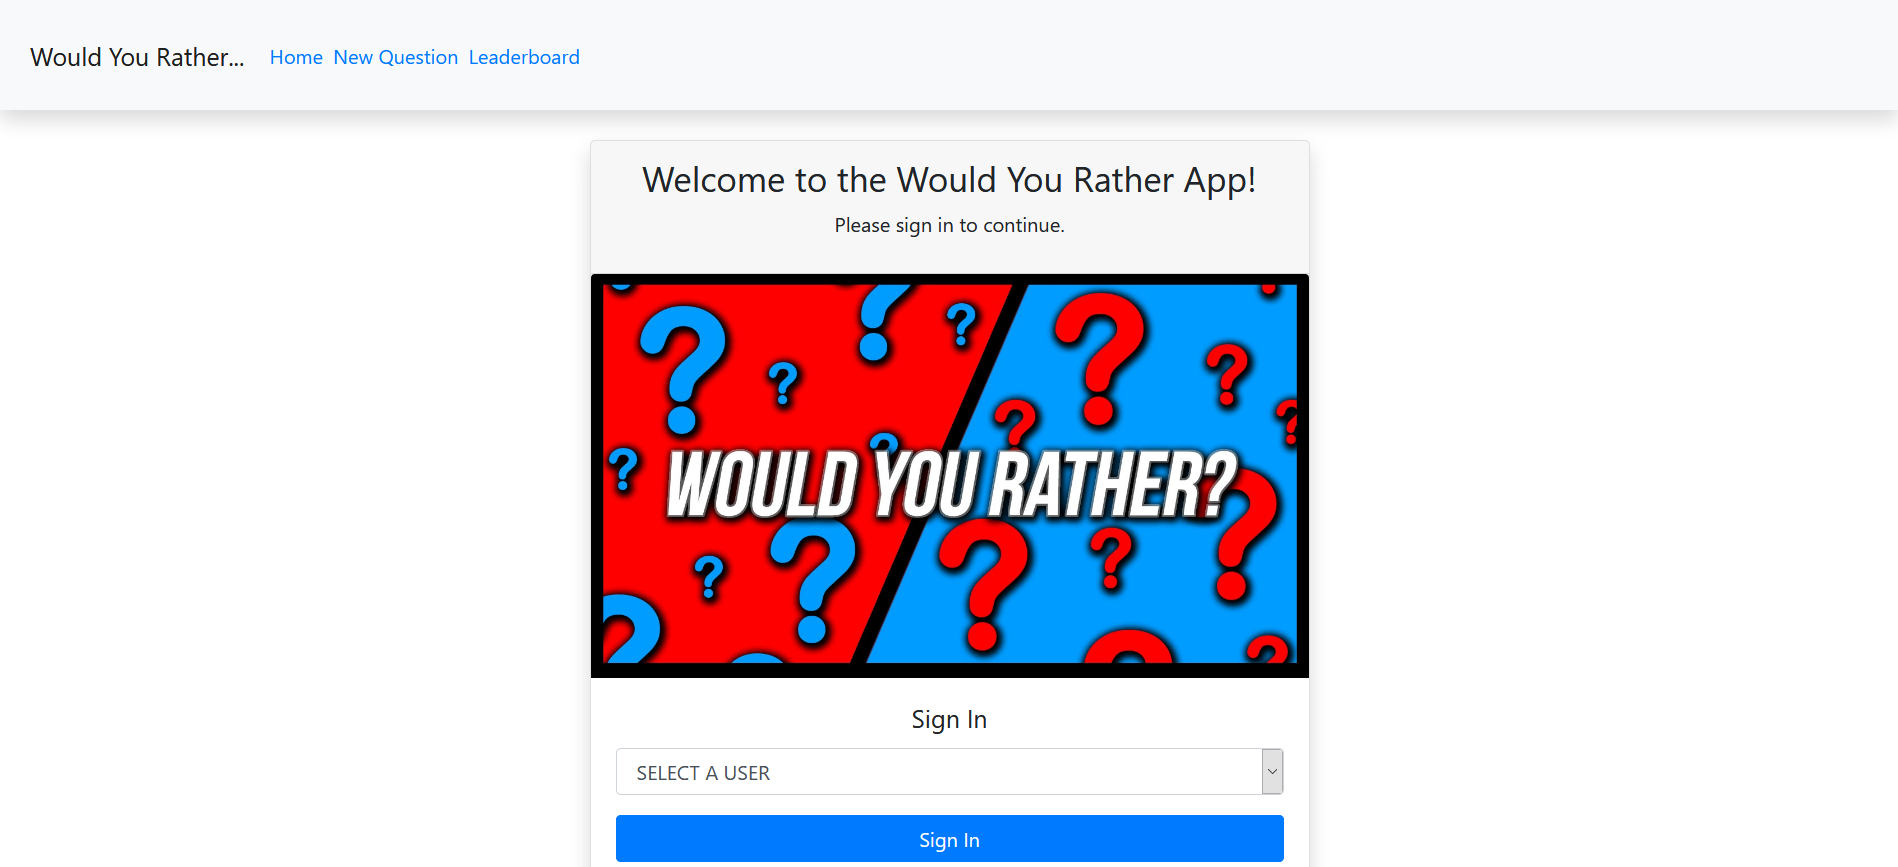 Would You Rather... Home New Question Leaderboard
Welcome to the Would You Rather App!
Please sign in to continue.
WOULD YOU RATHER?
Sign In
SELECT A USER
Sign In